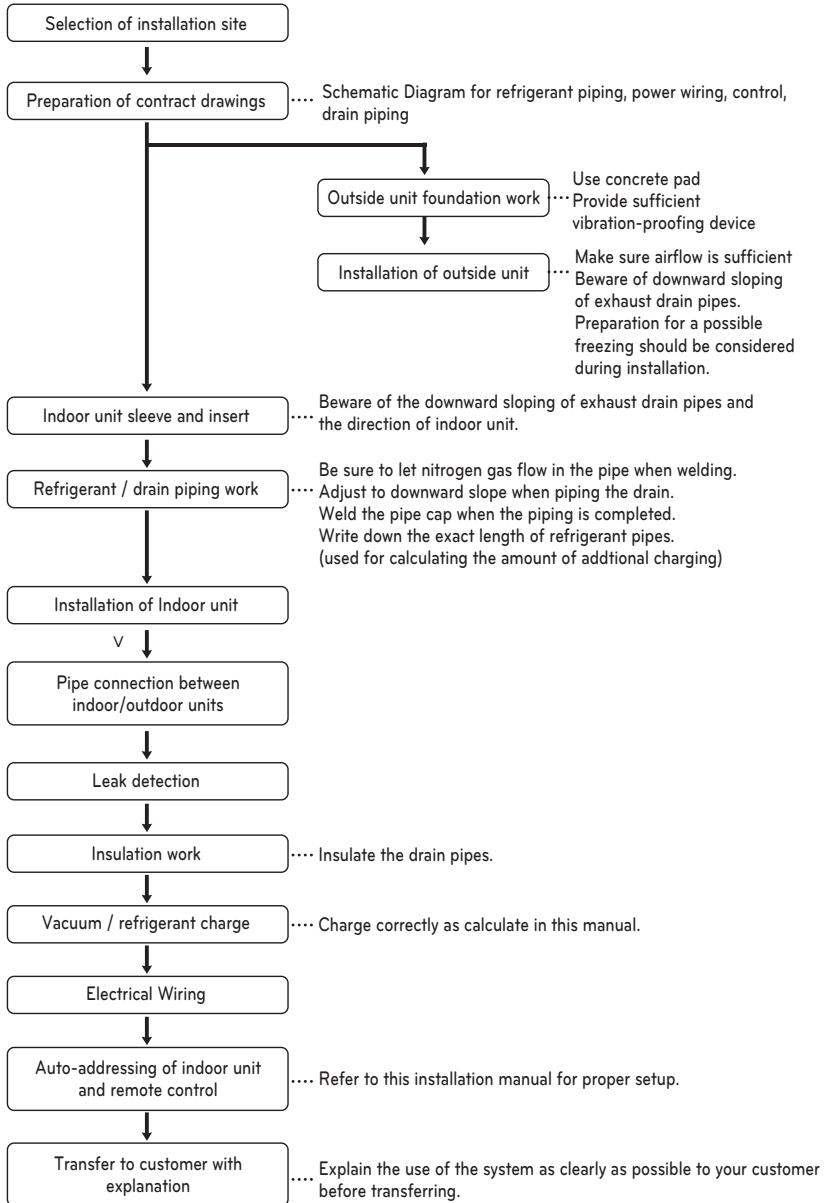 Selection of installation site
Preparation of contract drawings
Schematic Diagram for refrigerant piping, power wiring, control,
drain piping
Outside unit foundation work
Use concrete pad
Provide sufficient
vibration-proofing device
Installation of outside unit
Make sure airflow is sufficient
Beware of downward sloping
of exhaust drain pipes.
Preparation for a possible
freezing should be considered
during installation.
Indoor unit sleeve and insert
Beware of the downward sloping of exhaust drain pipes and
the direction of indoor unit.
Refrigerant / drain piping work
Be sure to let nitrogen gas flow in the pipe when welding.
Adjust to downward slope when piping the drain.
Weld the pipe cap when the piping is completed.
Write down the exact length of refrigerant pipes.
(used for calculating the amount of addtional charging)
Installation of Indoor unit
V
Pipe connection between
indoor/outdoor units
Leak detection
Insulation work
Insulate the drain pipes.
Vacuum / refrigerant charge
Charge correctly as calculate in this manual.
Electrical Wiring
Auto-addressing of indoor unit
and remote control
Refer to this installation manual for proper setup.
Transfer to customer with
explanation
Explain the use of the system as clearly as possible to your customer
before transferring.